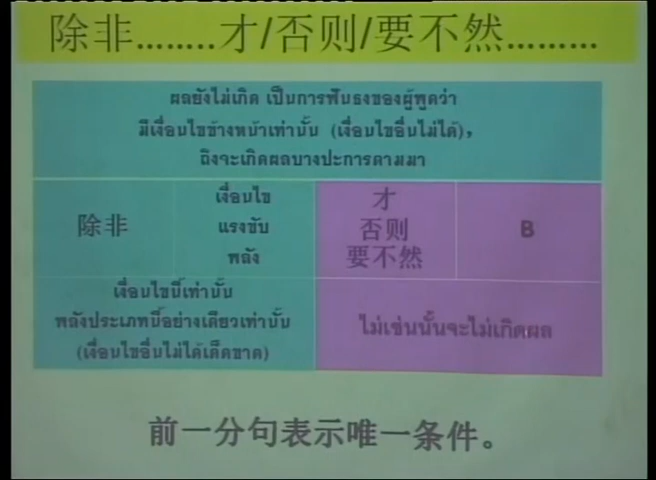 除非........才/否则/要不然.........
ผลยังไม่เกิด เป็นการฟันธงของผู้พูดว่า
มีเงื่อนไขข้างหน้าเท่านั้น (เงื่อนไขอื่นไม่ได้),
ถึงจะเกิดผลบางประการตามมา
除非
เงื่อนไข
แรงขับ
พลัง
才
否则
要不然
B
เงื่อนไขนี้เท่านั้น
พลังประเภทนี้อย่างเดียวเท่านั้น
(เงื่อนไขอื่นไม่ได้เด็ดขาด)
ไม่เช่นนั้นจะไม่เกิดผล
前一分句表示唯一条件。